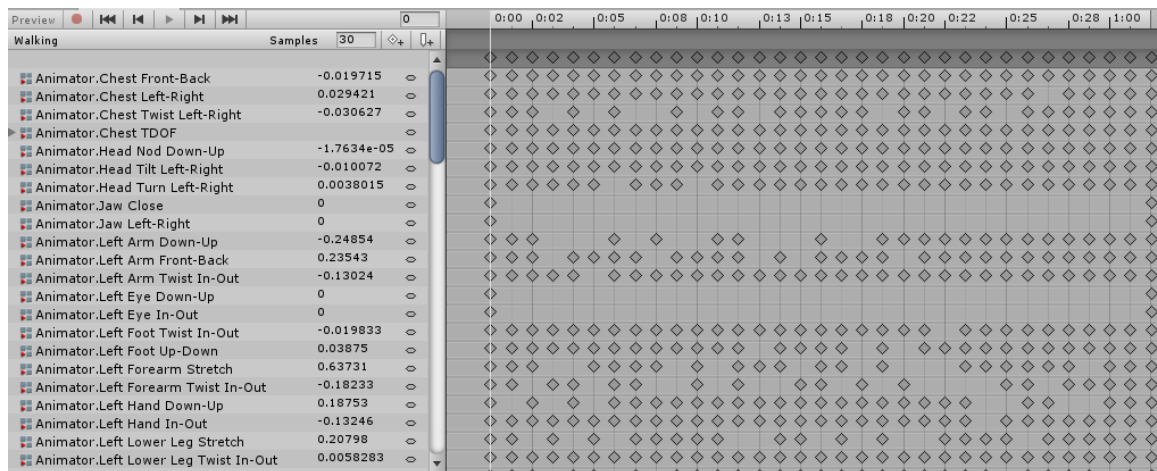 Preview 0 0:00 0:02 0:05 0:08 0:10 0:13 0:15 0:18 0:20 0:22 0:25 0:28 1:00
Walking Samples 30
Animator.Chest Front-Back -0.019715
Animator.Chest Left-Right 0.029421
Animator.Chest Twist Left-Right -0.030627
Animator.Chest TDOF
Animator.Head Nod Down-Up -1.7634e-05
Animator.Head Tilt Left-Right -0.010072
Animator.Head Turn Left-Right 0.0038015
Animator.Jaw Close 0
Animator.Jaw Left-Right 0
Animator.Left Arm Down-Up -0.24854
Animator.Left Arm Front-Back 0.23543
Animator.Left Arm Twist In-Out -0.13024
Animator.Left Eye Down-Up 0
Animator.Left Eye In-Out 0
Animator.Left Foot Twist In-Out -0.019833
Animator.Left Foot Up-Down 0.03875
Animator.Left Forearm Stretch 0.63731
Animator.Left Forearm Twist In-Out -0.18233
Animator.Left Hand Down-Up 0.18753
Animator.Left Hand In-Out -0.13246
Animator.Left Lower Leg Stretch 0.20798
Animator.Left Lower Leg Twist In-Out 0.0058283